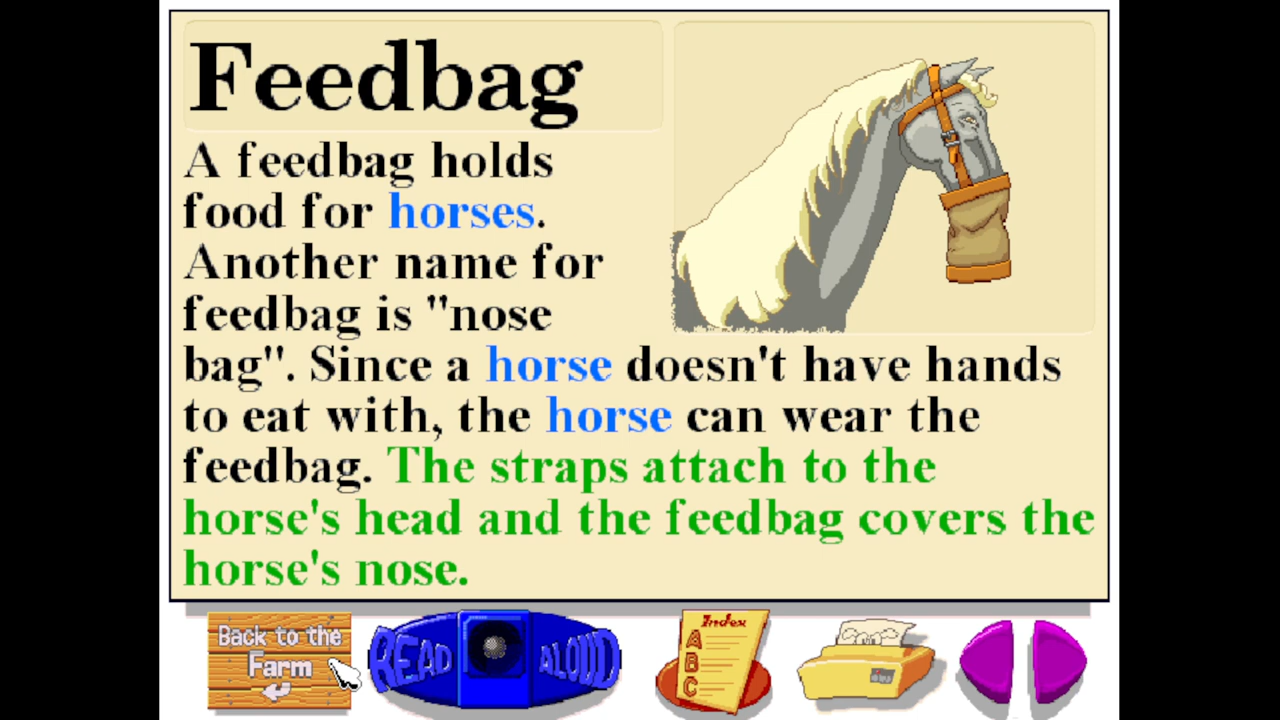 Feedbag
A feedbag holds
food for horses.
Another name for
feedbag is "nose
bag". Since a horse doesn't have hands
to eat with, the horse can wear the
feedbag. The straps attach to the
horse's head and the feedbag covers the
horse's nose.
Back to the
Farm
READ ALOUD
Index
A
B
C